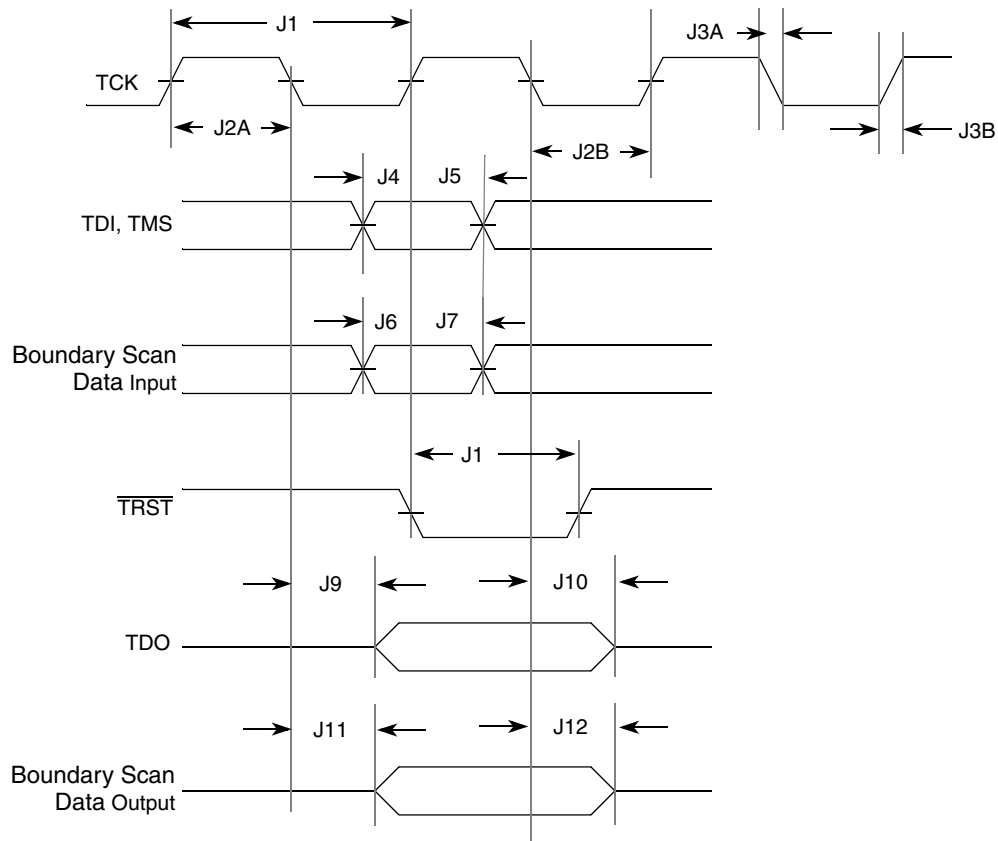 J1
J3A
TCK
J2A
J2B
J3B
J4
J5
TDI, TMS
J6
J7
Boundary Scan
Data Input
J1
TRST
J9
J10
TDO
J11
J12
Boundary Scan
Data Output